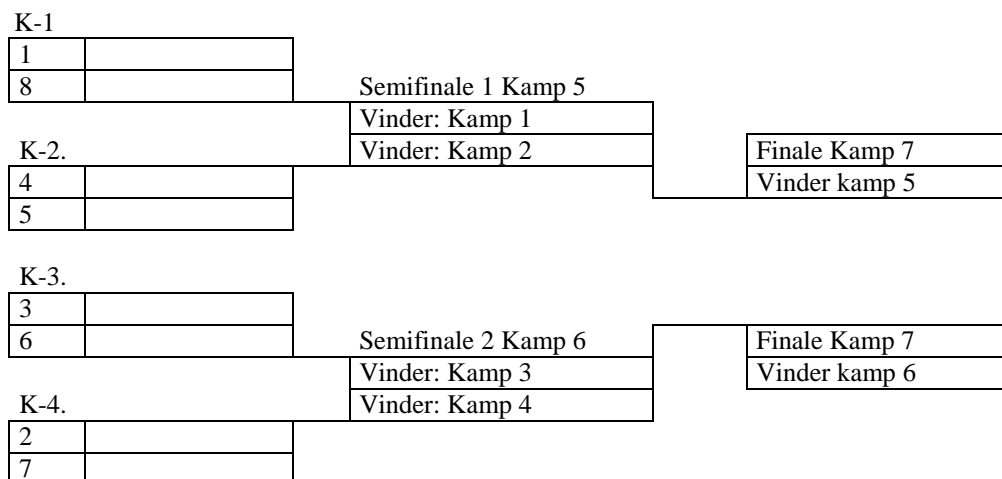 K-1
1
8 Semifinale 1 Kamp 5
Vinder: Kamp 1
K-2. Vinder: Kamp 2 Finale Kamp 7
4 Vinder kamp 5
5
K-3.
3
6 Semifinale 2 Kamp 6 Finale Kamp 7
Vinder: Kamp 3 Vinder kamp 6
K-4. Vinder: Kamp 4
2
7